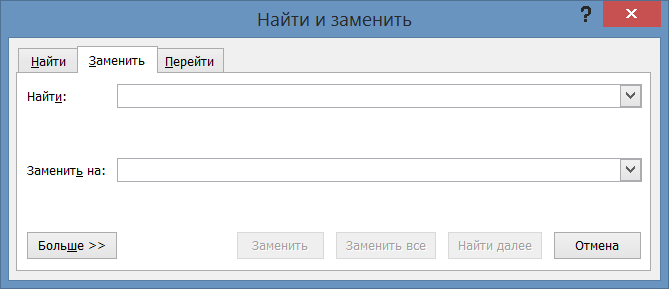 Найти и заменить
Найти Заменить Перейти
Найти:
Заменить на:
Больше >> Заменить Заменить все Найти далее Отмена